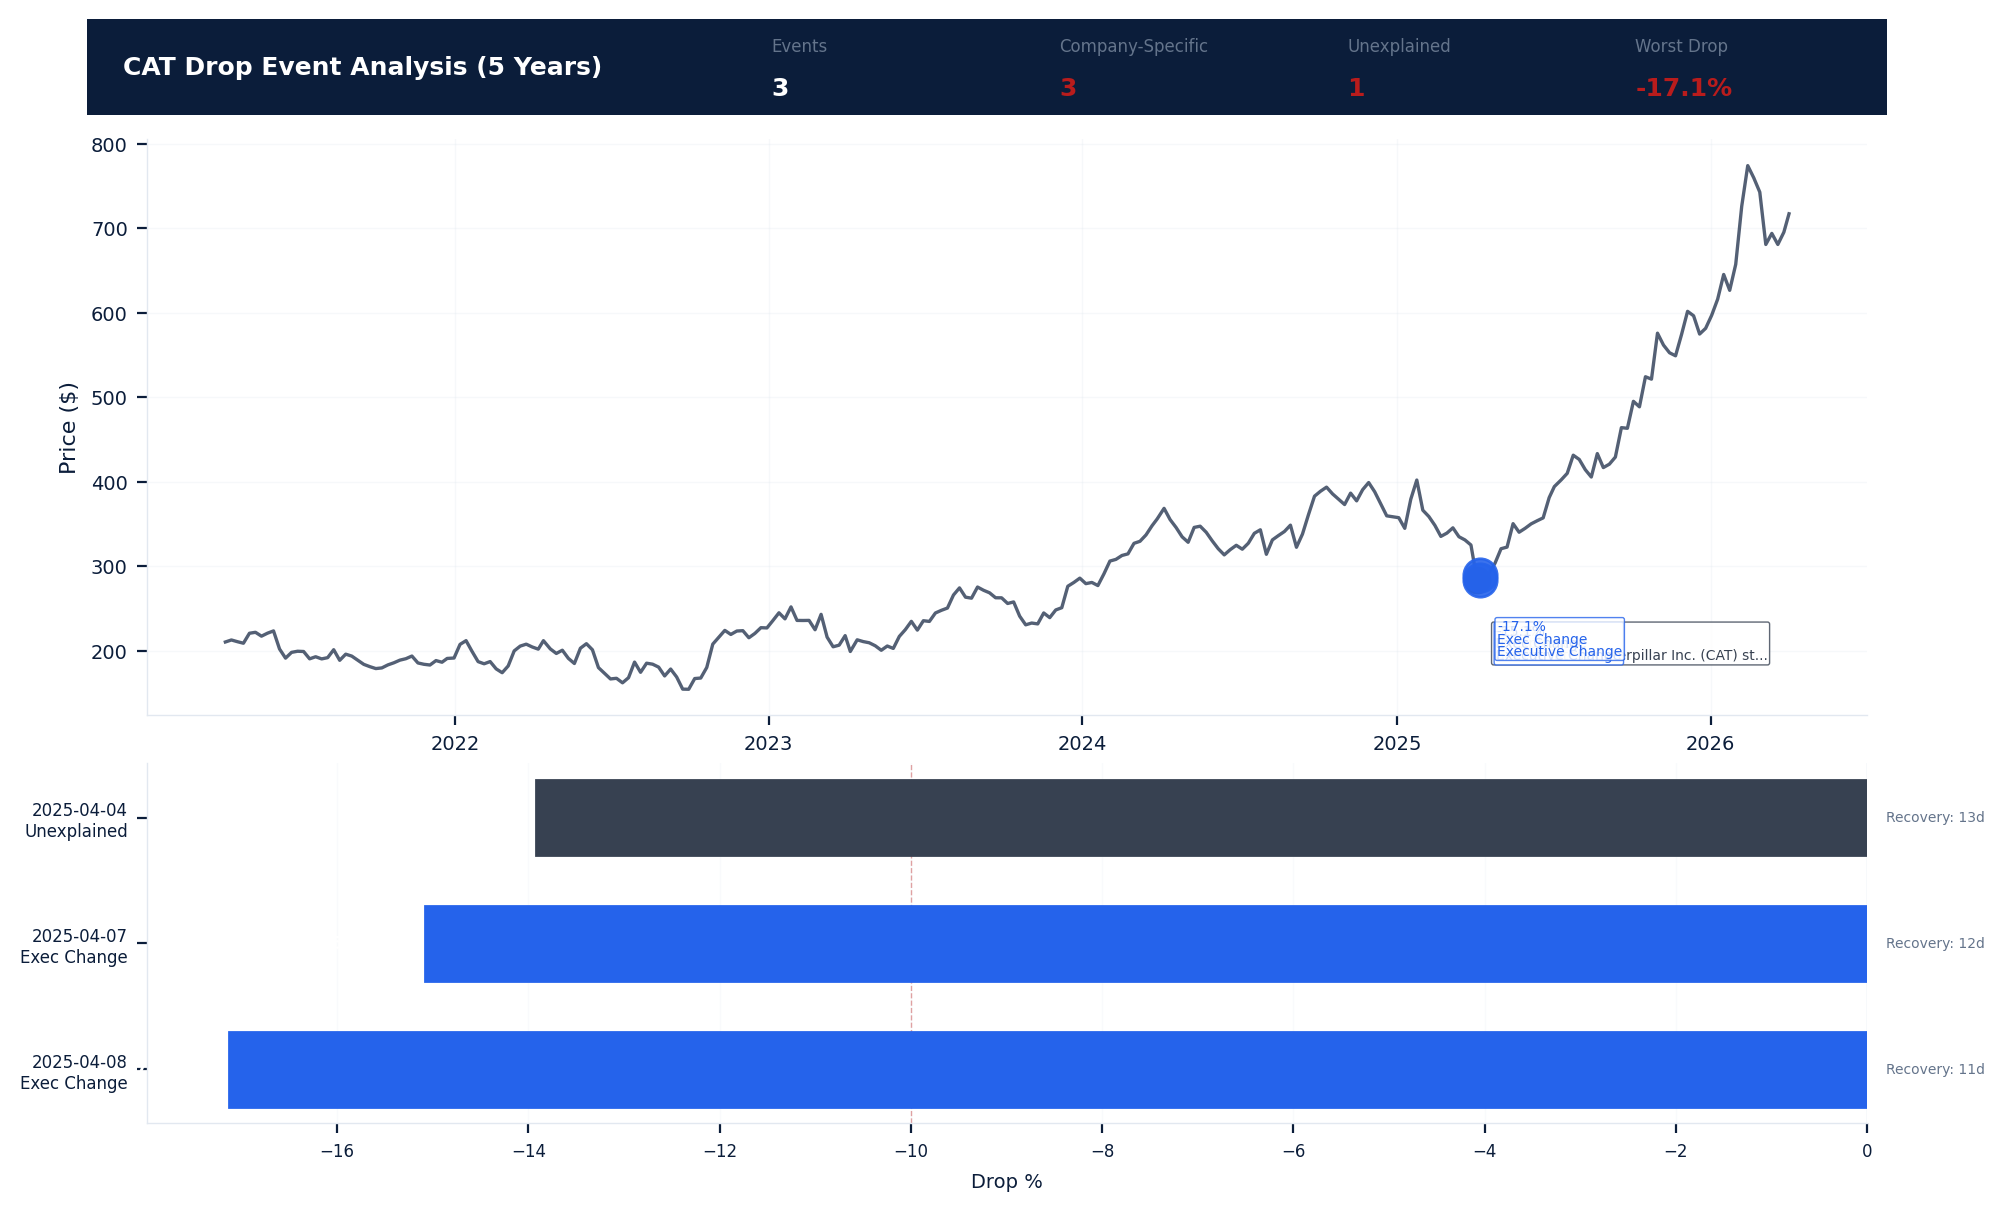 CAT Drop Event Analysis (5 Years)
Events
3
Company-Specific
3
Unexplained
1
Worst Drop
-17.1%
Price ($)
800
700
600
500
400
300
200
-17.1%
Exec Change
Executive Change
rpillar Inc. (CAT) st...
2022
2023
2024
2025
2026
2025-04-04
Unexplained
Recovery: 13d
2025-04-07
Exec Change
Recovery: 12d
2025-04-08
Exec Change
Recovery: 11d
−16
−14
−12
−10
−8
−6
−4
−2
0
Drop %